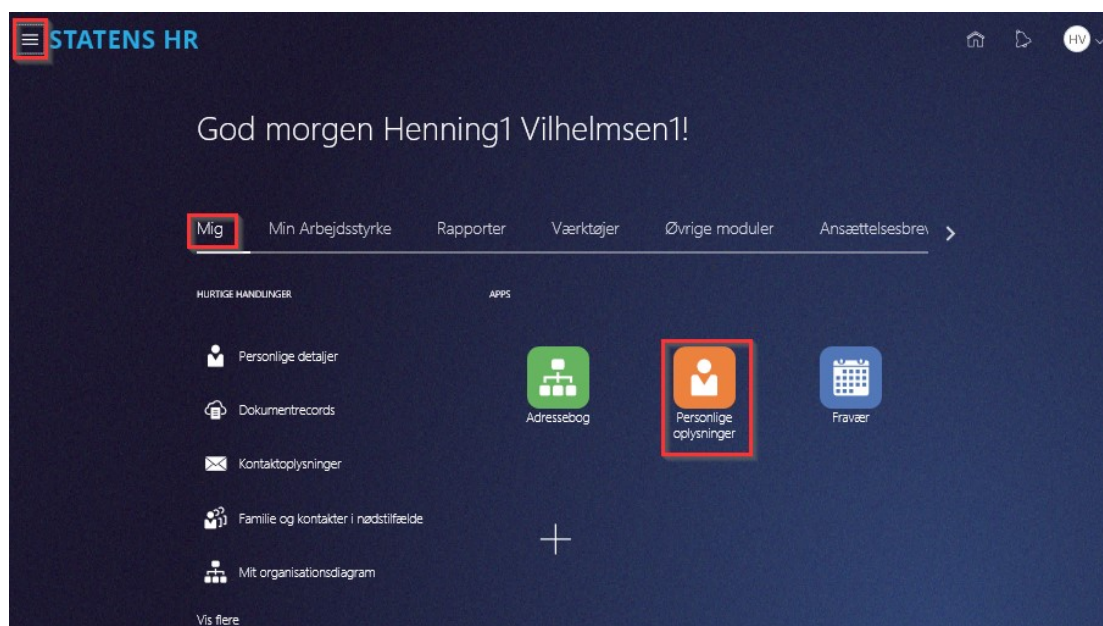 STATENS HR
HV
God morgen Henning1 Vilhelmsen1!
Mig Min Arbejdsstyrke Rapporter Værktøjer Øvrige moduler Ansættelsesbrev
HURTIGE HANDLINGER
APPS
Personlige detaljer
Dokumentrecords
Kontaktoplysninger
Familie og kontakter i nødstilfælde
Mit organisationsdiagram
Vis flere
Adressebog
Personlige
oplysninger
Fravær